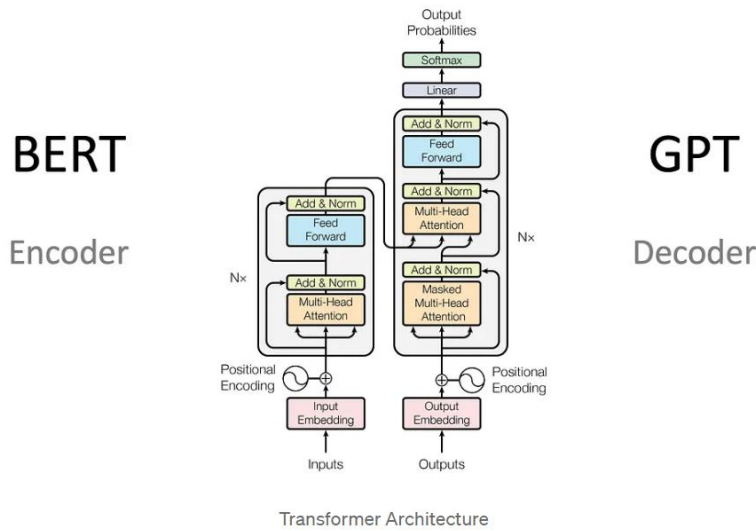 BERT
Encoder
Output
Probabilities
Softmax
Linear
Add & Norm
Feed
Forward
Add & Norm
Multi-Head
Attention
Add & Norm
Masked
Multi-Head
Attention
Nx
Add & Norm
Feed
Forward
Nx
Add & Norm
Multi-Head
Attention
Positional
Encoding
Input
Embedding
Inputs
Positional
Encoding
Output
Embedding
Outputs
GPT
Decoder
Transformer Architecture